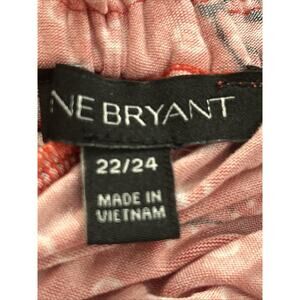 NE BRYANT
22/24
MADE IN
VIETNAM